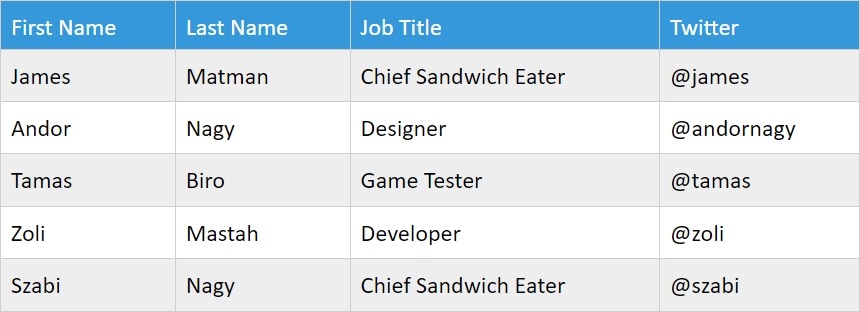 First Name Last Name Job Title Twitter
James Matman Chief Sandwich Eater @james
Andor Nagy Designer @andornagy
Tamas Biro Game Tester @tamas
Zoli Mastah Developer @zoli
Szabi Nagy Chief Sandwich Eater @szabi